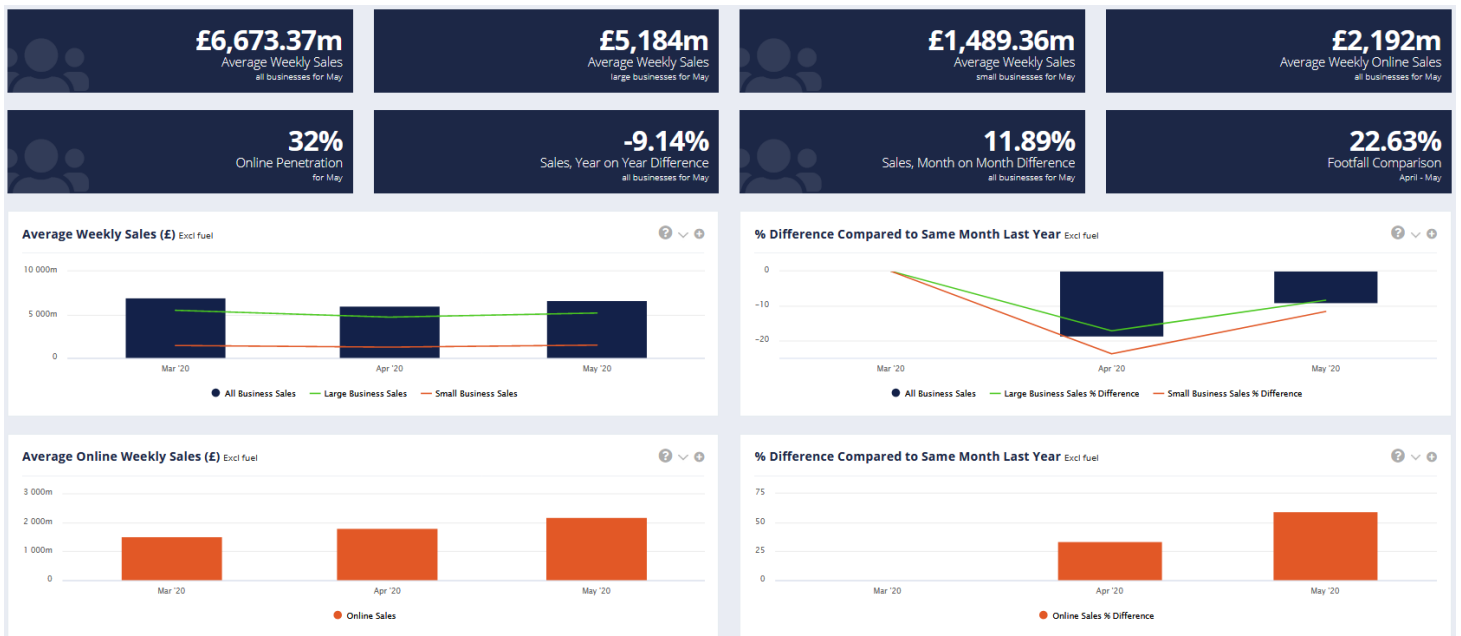 £6,673.37m
Average Weekly Sales
all businesses for May
£5,184m
Average Weekly Sales
large businesses for May
£1,489.36m
Average Weekly Sales
small businesses for May
£2,192m
Average Weekly Online Sales
all businesses for May
32%
Online Penetration
for May
-9.14%
Sales, Year on Year Difference
all businesses for May
11.89%
Sales, Month on Month Difference
all businesses for May
22.63%
Footfall Comparison
April - May
Average Weekly Sales (£) Excl fuel
?
10 000m
5 000m
0
Mar '20 Apr '20 May '20
All Business Sales Large Business Sales Small Business Sales
% Difference Compared to Same Month Last Year Excl fuel
?
0
-10
-20
Mar '20 Apr '20 May '20
All Business Sales Large Business Sales % Difference Small Business Sales % Difference
Average Online Weekly Sales (£) Excl fuel
?
3 000m
2 000m
1 000m
0
Mar '20 Apr '20 May '20
Online Sales
% Difference Compared to Same Month Last Year Excl fuel
?
75
50
25
0
Mar '20 Apr '20 May '20
Online Sales % Difference